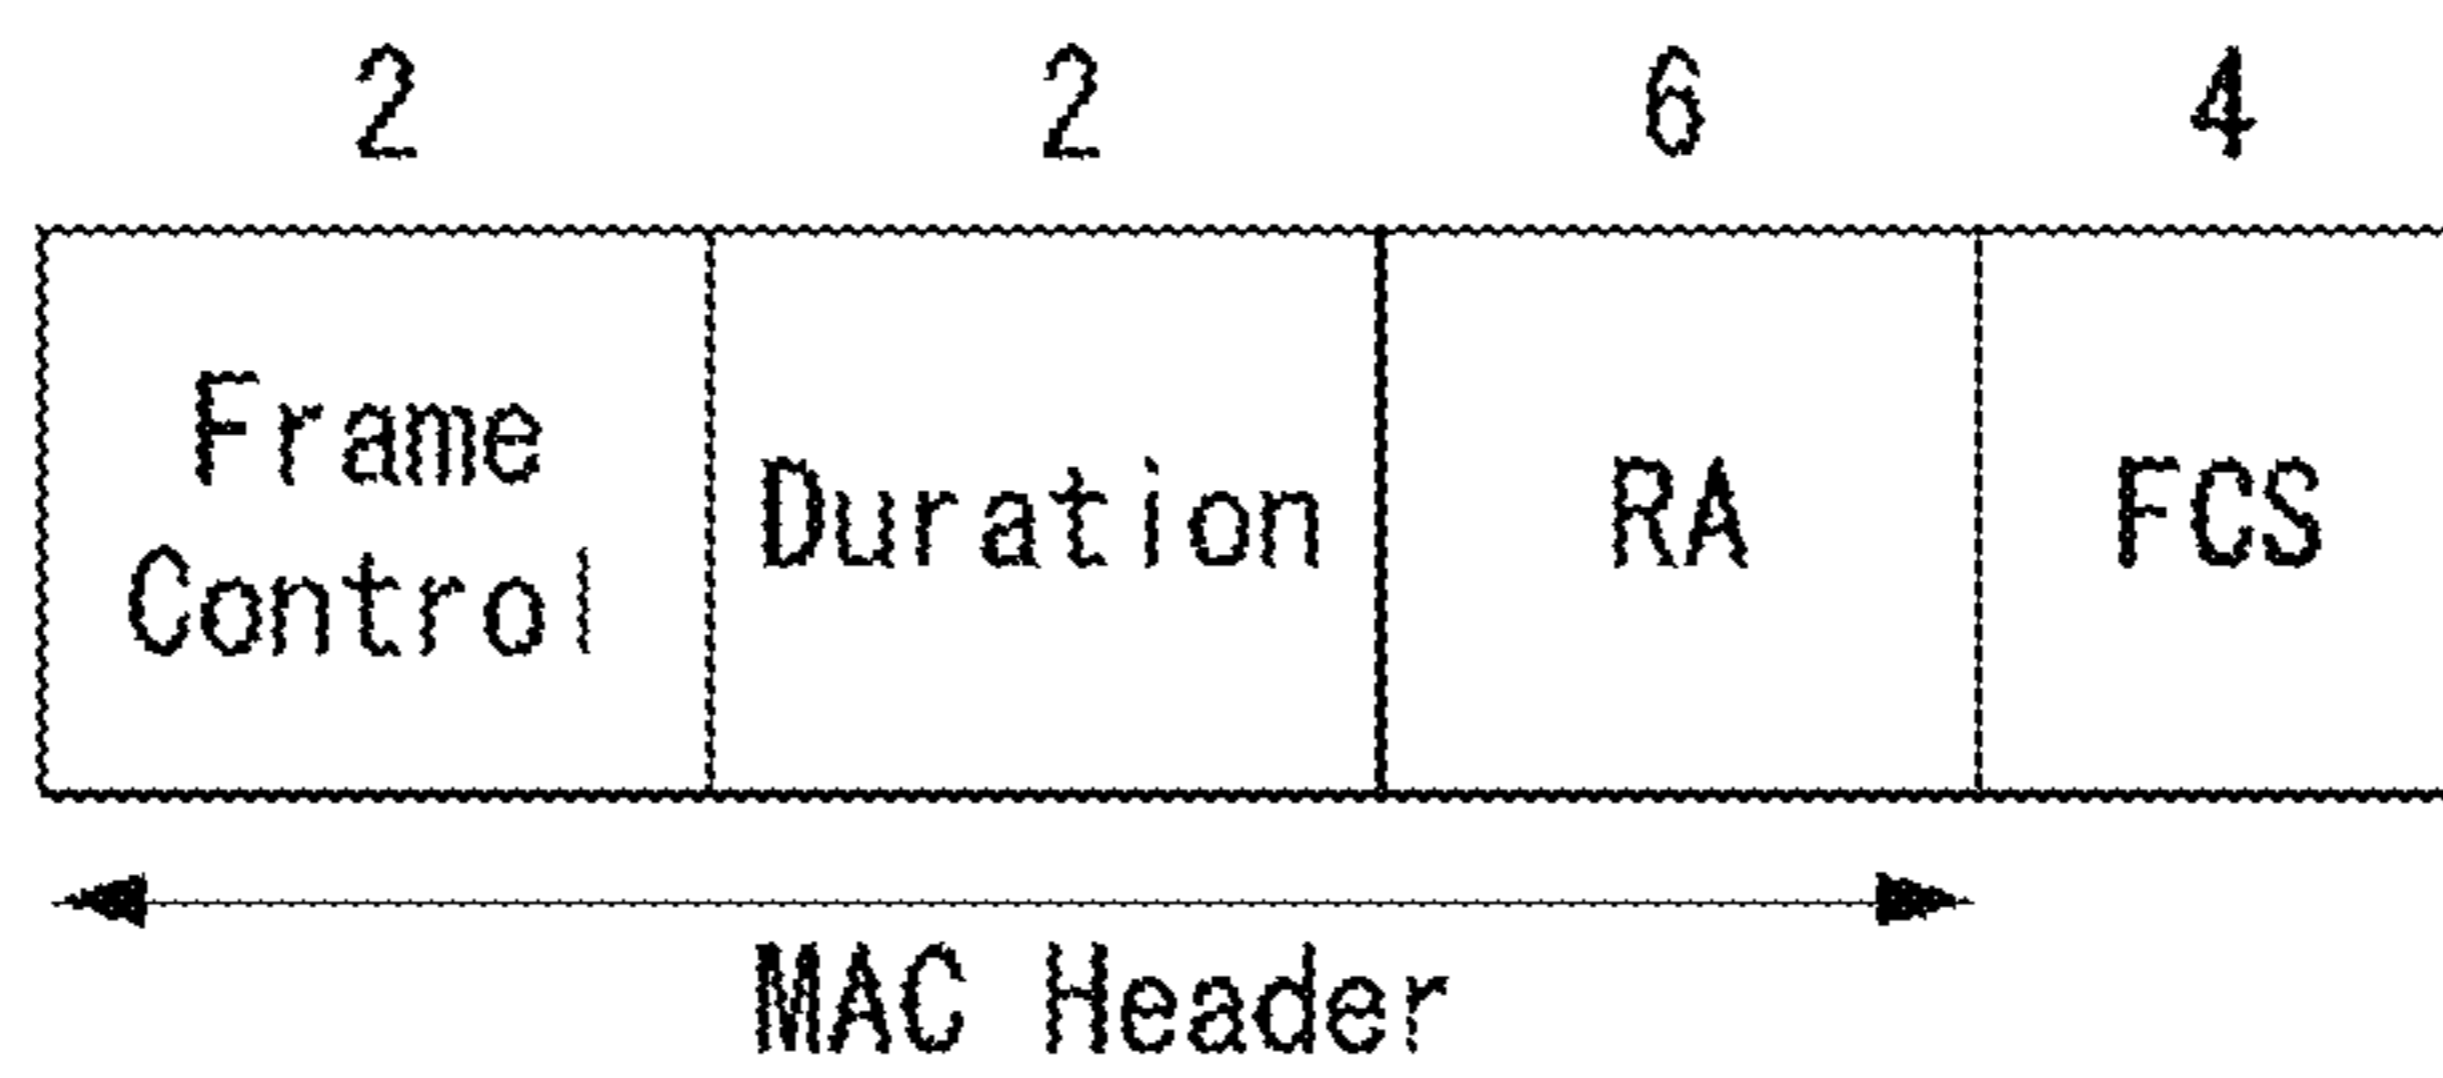 2 2 6 4
Frame
Control
Duration
RA
FCS
MAC Header